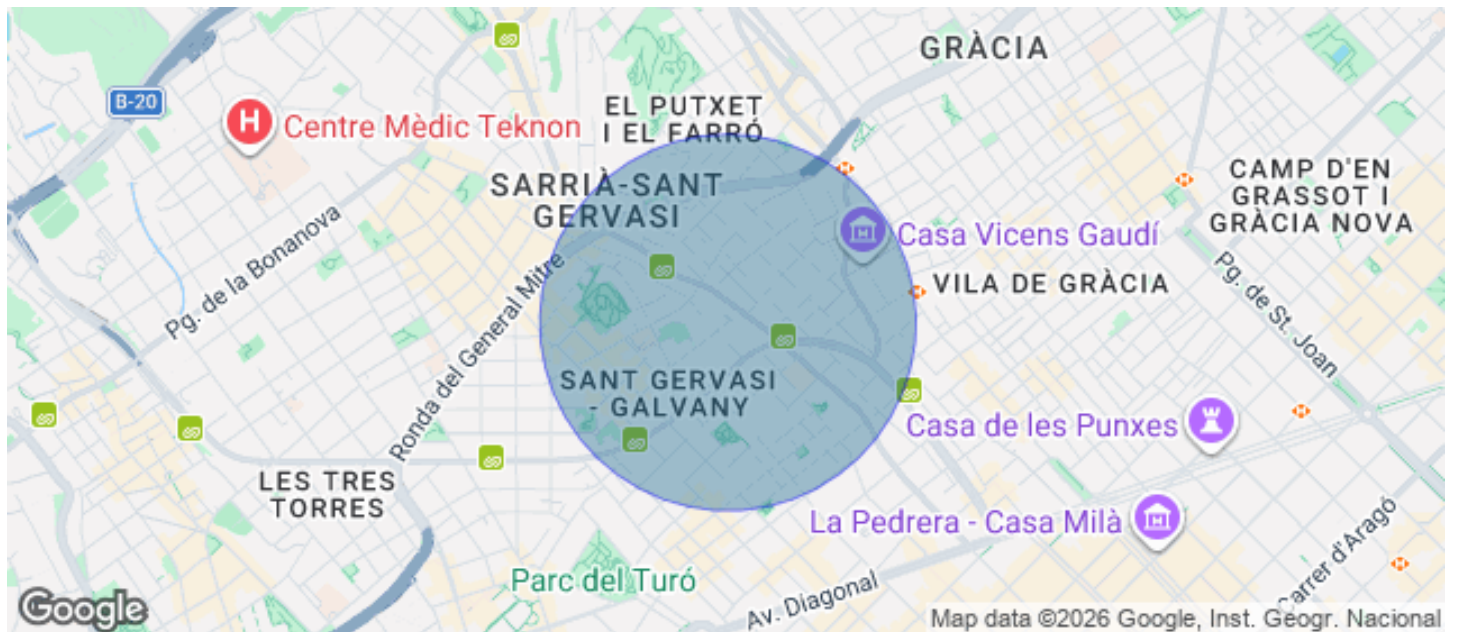 GRÀCIA
B-20
EL PUTXET
I EL FARRÓ
H
Centre Mèdic Teknon
CAMP D'EN
GRASSOT I
GRÀCIA NOVA
SARRIÀ-SANT
GERVASI
Casa Vicens Gaudí
Pg. de la Bonanova
VILA DE GRÀCIA
Pg. de St. Joan
Ronda del General Mitre
SANT GERVASI
- GALVANY
Casa de les Punxes
LES TRES
TORRES
La Pedrera - Casa Milà
Carrer d'Aragó
Parc del Turó
Av. Diagonal
Google
Map data ©2026 Google, Inst. Geogr. Nacional